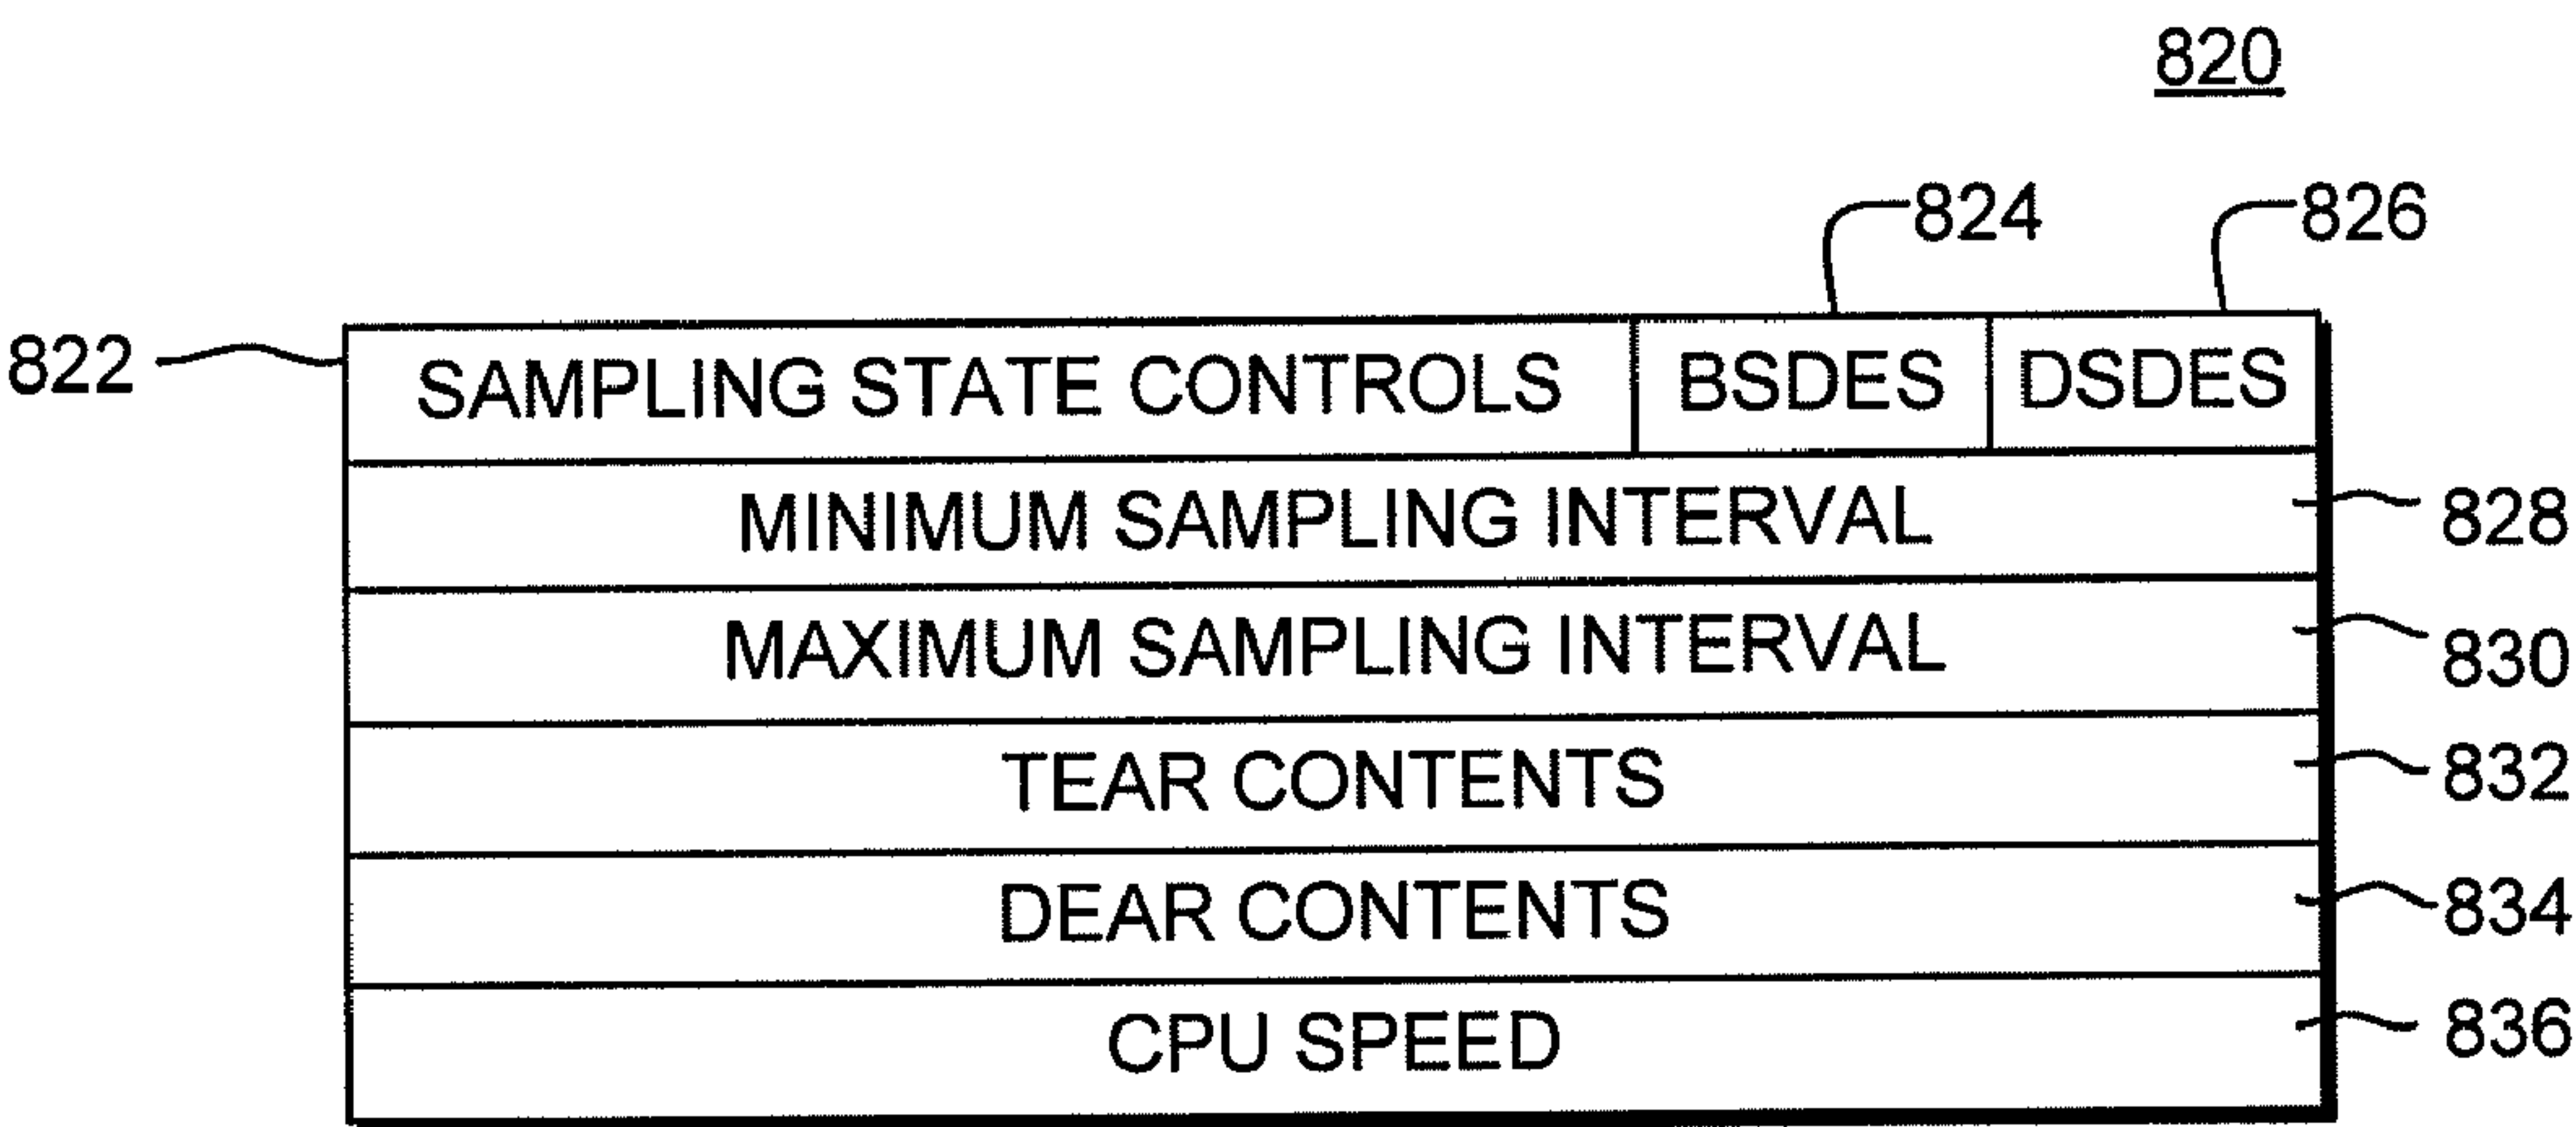 820
824 826
822 SAMPLING STATE CONTROLS BSDES DSDES
MINIMUM SAMPLING INTERVAL 828
MAXIMUM SAMPLING INTERVAL 830
TEAR CONTENTS 832
DEAR CONTENTS 834
CPU SPEED 836